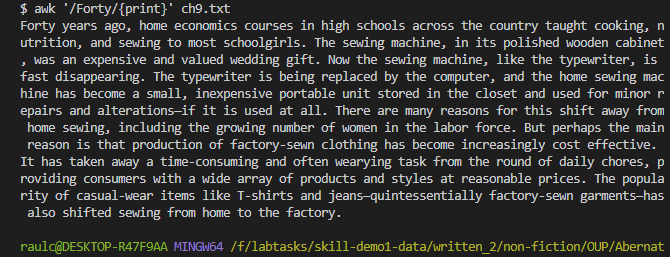 $ awk '/Forty/{print}' ch9.txt
Forty years ago, home economics courses in high schools across the country taught cooking, n
utrition, and sewing to most schoolgirls. The sewing machine, in its polished wooden cabinet
, was an expensive and valued wedding gift. Now the sewing machine, like the typewriter, is
fast disappearing. The typewriter is being replaced by the computer, and the home sewing mac
hine has become a small, inexpensive portable unit stored in the closet and used for minor r
epairs and alterations—if it is used at all. There are many reasons for this shift away from
 home sewing, including the growing number of women in the labor force. But perhaps the main
 reason is that production of factory-sewn clothing has become increasingly cost effective.
It has taken away a time-consuming and often wearying task from the round of daily chores, p
roviding consumers with a wide array of products and styles at reasonable prices. The popula
rity of casual-wear items like T-shirts and jeans—quintessentially factory-sewn garments—has
 also shifted sewing from home to the factory.
raulc@DESKTOP-R47F9AA MINGW64 /f/labtasks/skill-demo1-data/written_2/non-fiction/OUP/Abernat